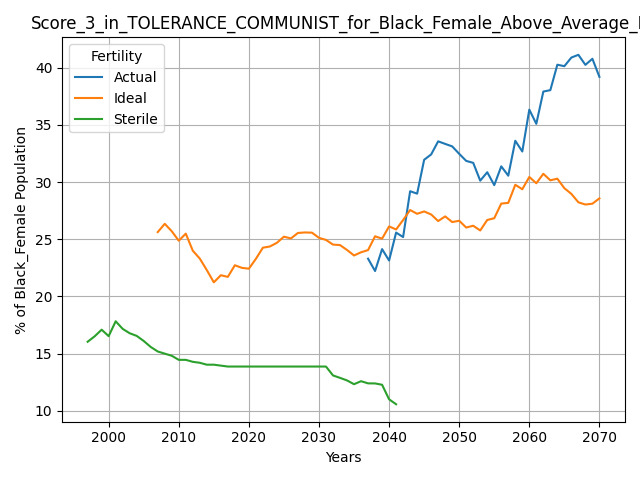 Score_3_in_TOLERANCE_COMMUNIST_for_Black_Female_Above_Average_
Fertility
Actual
Ideal
Sterile
% of Black_Female Population
40
35
30
25
20
15
10
2000 2010 2020 2030 2040 2050 2060 2070
Years